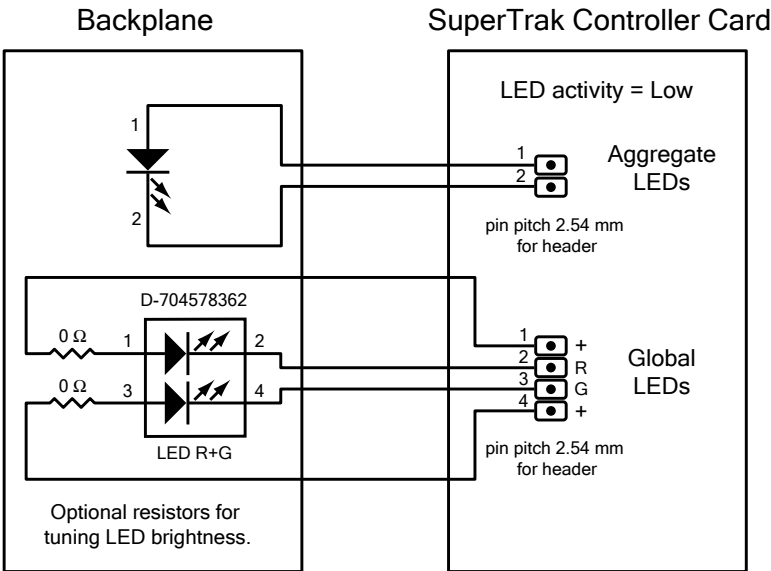 Backplane
SuperTrak Controller Card
LED activity = Low
1
2
1
2
Aggregate
LEDs
pin pitch 2.54 mm
for header
D-704578362
0 Ω
1
2
0 Ω
3
4
LED R+G
1
+
2
R
3
G
4
+
Global
LEDs
pin pitch 2.54 mm
for header
Optional resistors for
tuning LED brightness.